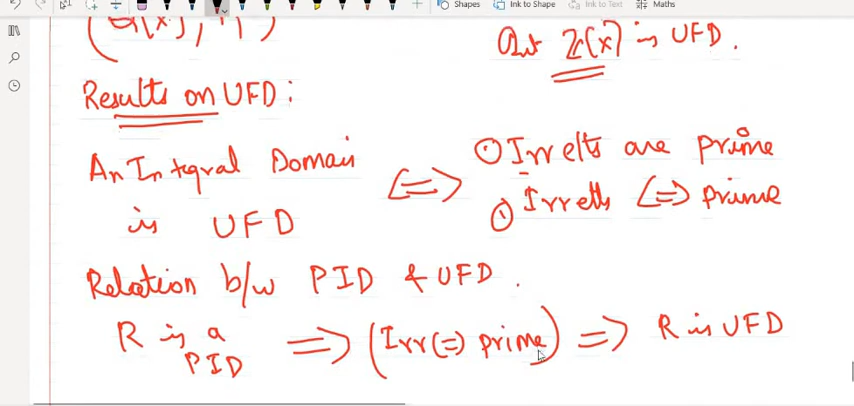 Shapes Ink to Shape Ink to Text Maths
But Z[x] is UFD.
Results on UFD:
An Integral Domain is UFD <=> ① Irr elts are prime
① Irr elts <=> prime
Relation b/w PID & UFD.
R is a PID => (Irr <=> prime) => R is UFD